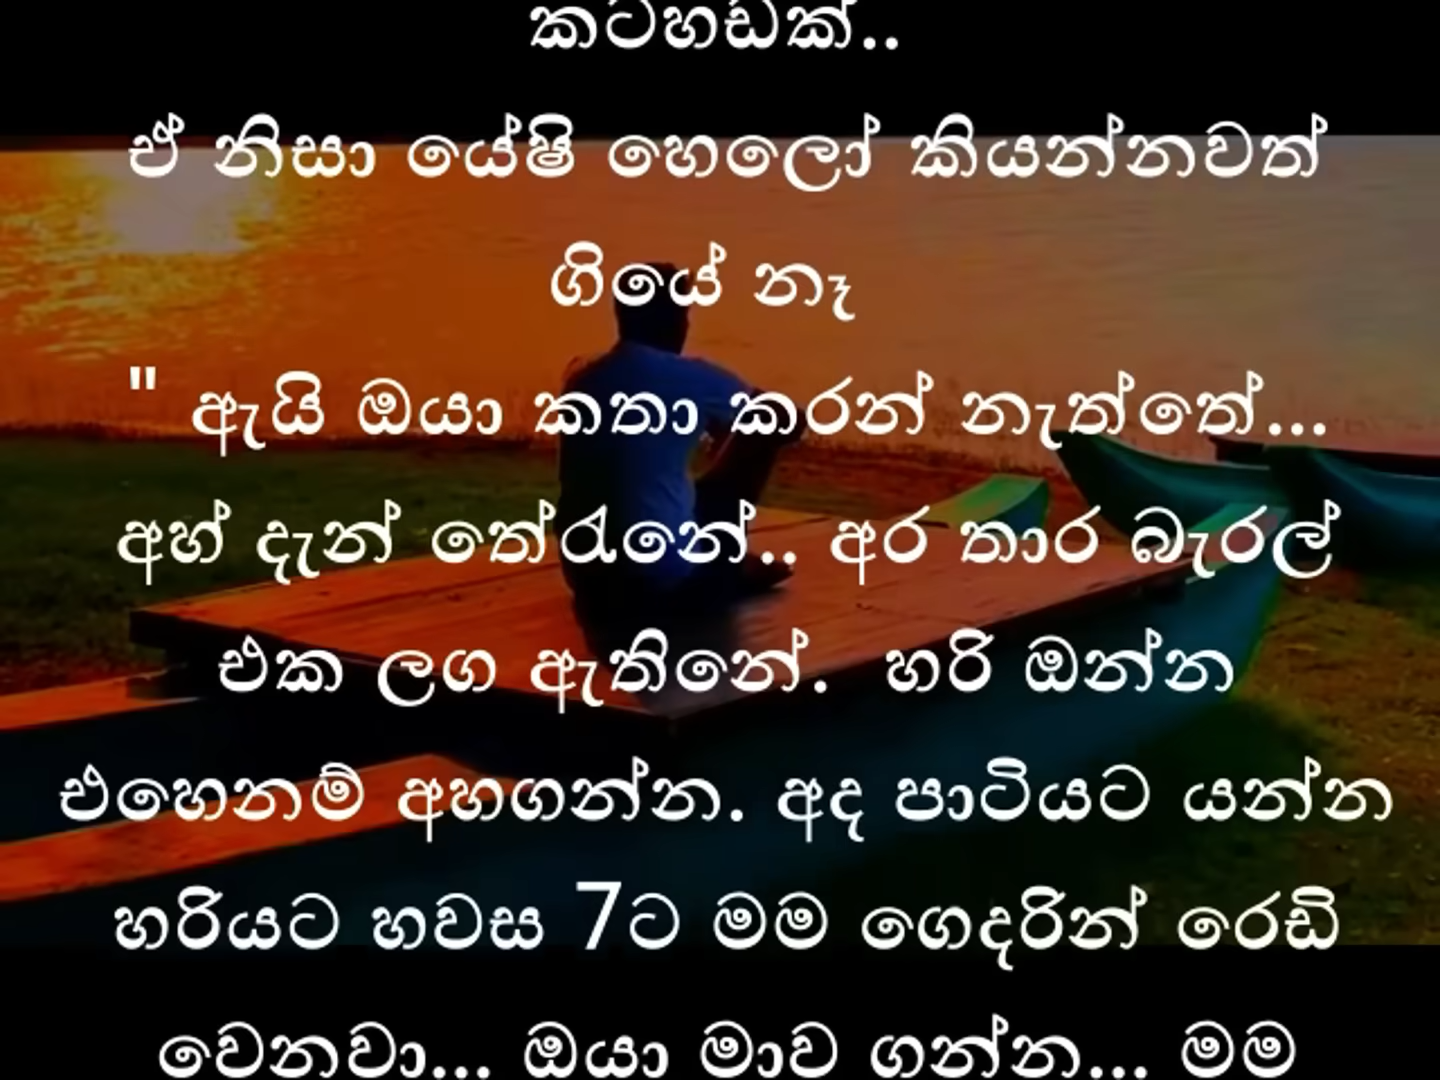 කටහඩක්..
ඒ නිසා යේෂි හෙලෝ කියන්නවත්
ගියේ නෑ
" ඇයි ඔයා කතා කරන් නැත්තේ...
අහ් දැන් තේරුනේ.. අර තාර බැරල්
එක ලග ඇතිනේ.  හරි ඔන්න
එහෙනම් අහගන්න. අද පාටියට යන්න
හරියට හවස 7ට මම ගෙදරින් රෙඩි
වෙනවා... ඔයා මාව ගන්න... මම